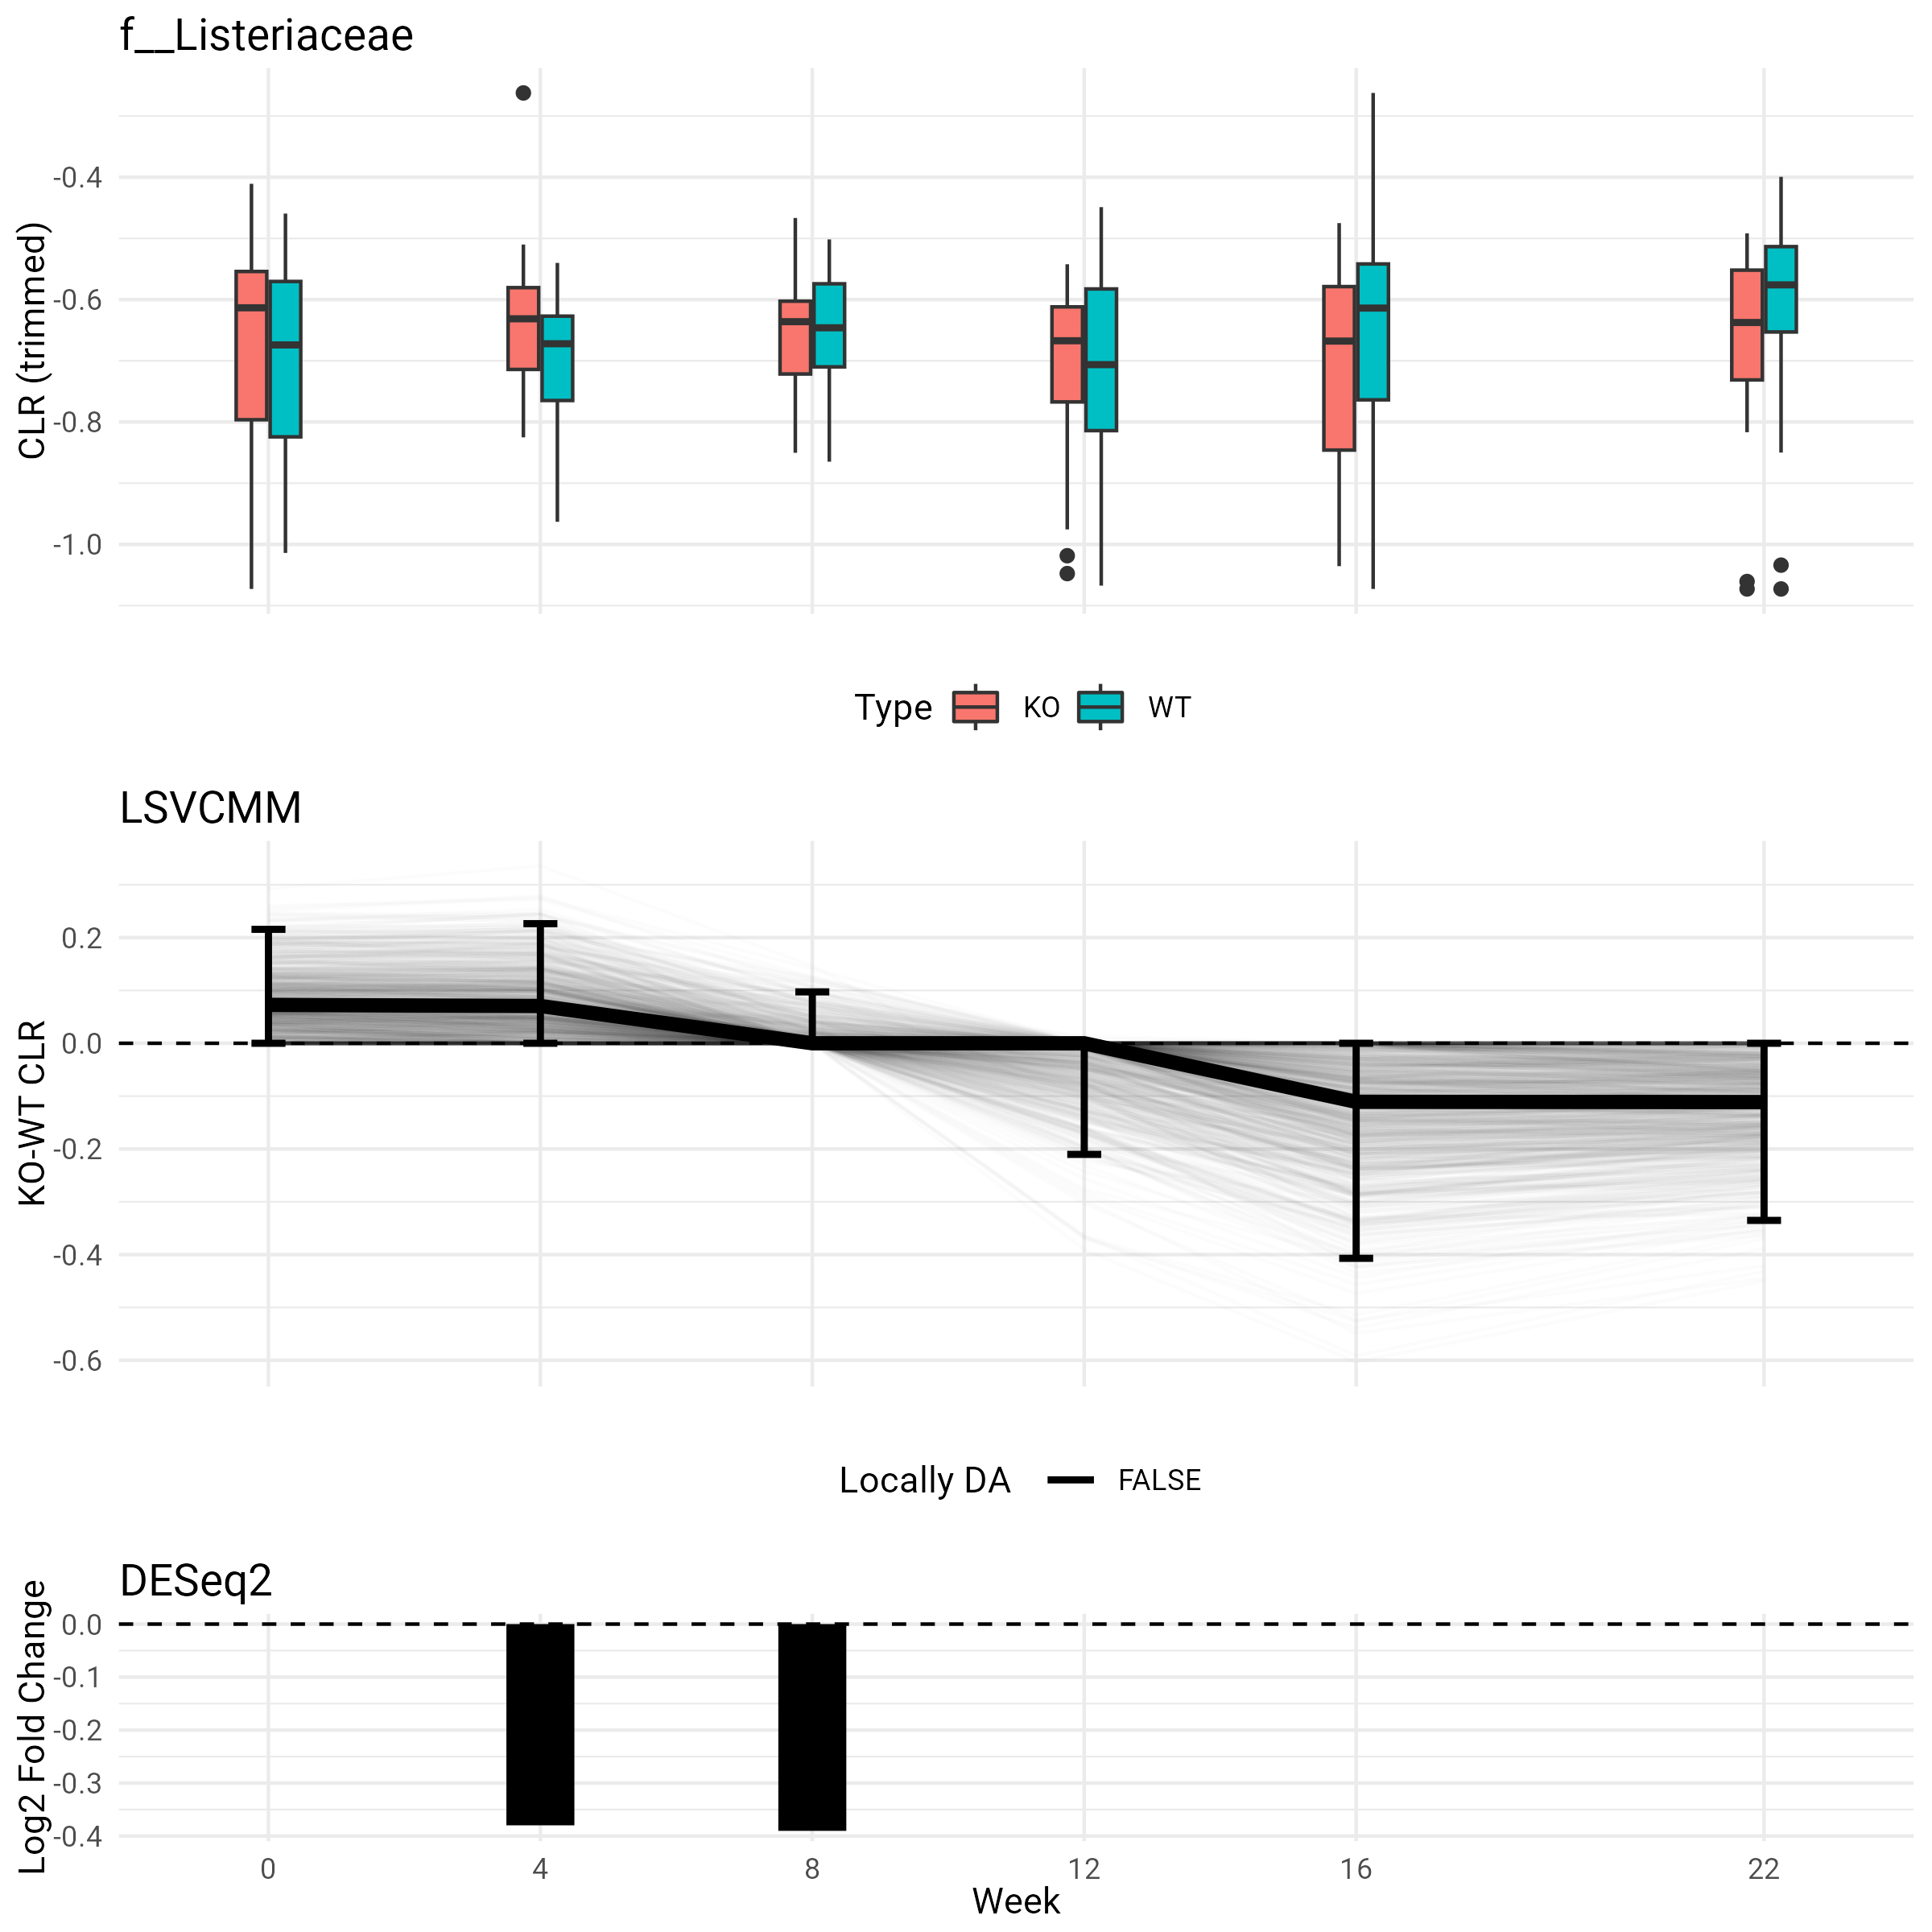 f__Listeriaceae
CLR (trimmed)
-0.4
-0.6
-0.8
-1.0
Type KO WT
LSVCMM
KO-WT CLR
0.2
0.0
-0.2
-0.4
-0.6
Locally DA FALSE
DESeq2
Log2 Fold Change
0.0
-0.1
-0.2
-0.3
-0.4
0 4 8 12 16 22
Week